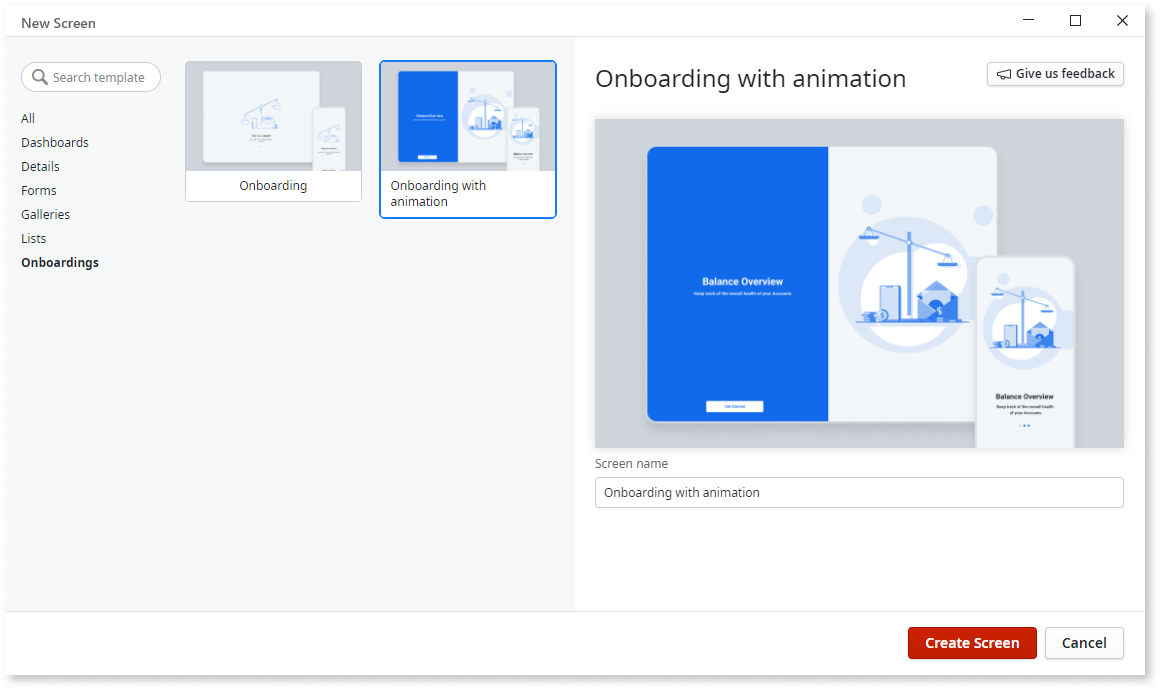 New Screen
Search template
All
Dashboards
Details
Forms
Galleries
Lists
Onboardings
Onboarding
Onboarding with
animation
Onboarding with animation
Give us feedback
Balance Overview
Keep track of the overall health of your Accounts
Get Started
Balance Overview
Keep track of the overall health
of your Accounts
Screen name
Onboarding with animation
Create Screen
Cancel